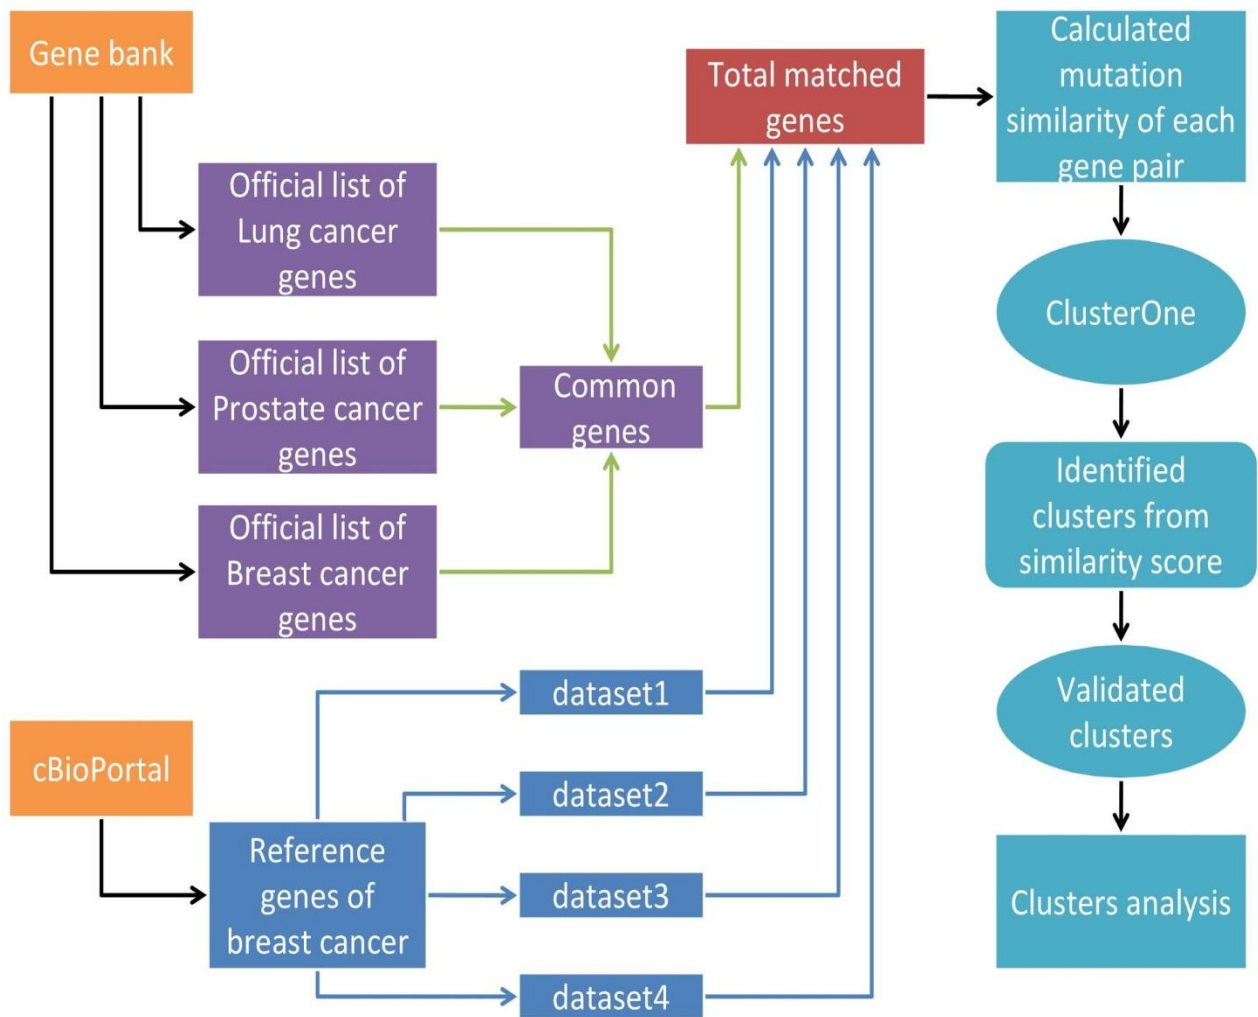 Gene bank
Official list of
Lung cancer
genes
Official list of
Prostate cancer
genes
Official list of
Breast cancer
genes
Common
genes
Total matched
genes
cBioPortal
Reference
genes of
breast cancer
dataset1
dataset2
dataset3
dataset4
Calculated
mutation
similarity of each
gene pair
ClusterOne
Identified
clusters from
similarity score
Validated
clusters
Clusters analysis